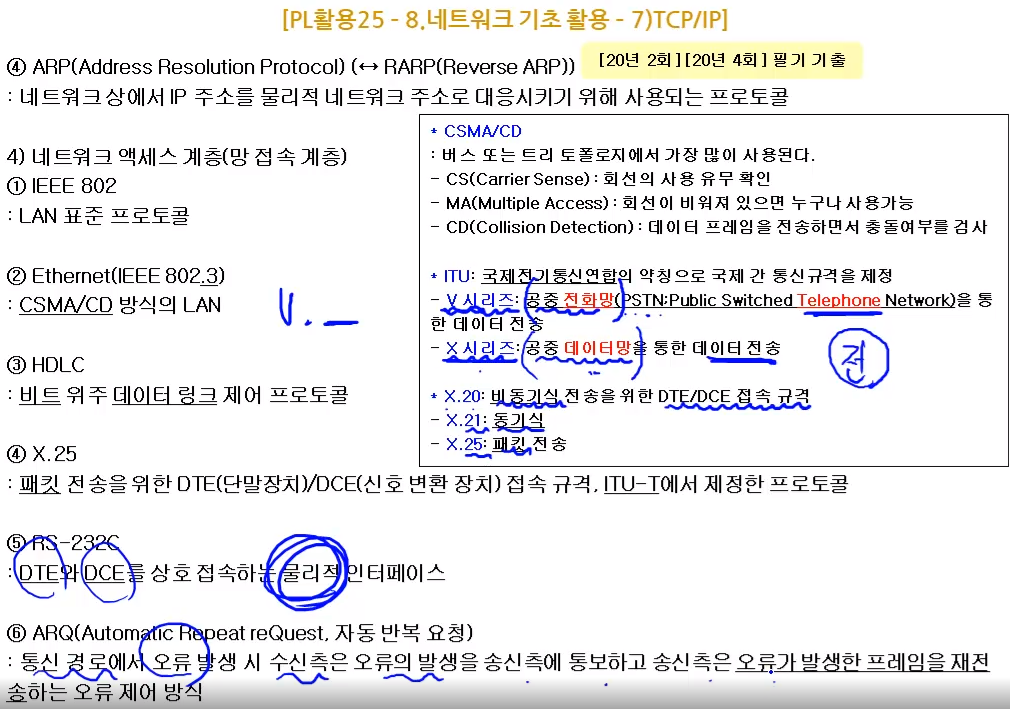 [PL활용25 - 8.네트워크 기초 활용 - 7)TCP/IP]
④ ARP(Address Resolution Protocol) (↔ RARP(Reverse ARP))
[20년 2회][20년 4회] 필기 기출
: 네트워크 상에서 IP 주소를 물리적 네트워크 주소로 대응시키기 위해 사용되는 프로토콜
4) 네트워크 액세스 계층(망 접속 계층)
① IEEE 802
: LAN 표준 프로토콜
② Ethernet(IEEE 802.3)
: CSMA/CD 방식의 LAN
V.
③ HDLC
: 비트 위주 데이터 링크 제어 프로토콜
* CSMA/CD
: 버스 또는 트리 토폴로지에서 가장 많이 사용된다.
- CS(Carrier Sense) : 회선의 사용 유무 확인
- MA(Multiple Access) : 회선이 비워져 있으면 누구나 사용가능
- CD(Collision Detection) : 데이터 프레임을 전송하면서 충돌여부를 검사
* ITU: 국제전기통신연합의 약칭으로 국제 간 통신규격을 제정
- V 시리즈: 공중 전화망(PSTN:Public Switched Telephone Network)을 통
한 데이터 전송
- X 시리즈: 공중 데이터망을 통한 데이터 전송
* X.20: 비동기식 전송을 위한 DTE/DCE 접속 규격
- X.21: 동기식
- X.25: 패킷 전송
④ X.25
: 패킷 전송을 위한 DTE(단말장치)/DCE(신호 변환 장치) 접속 규격, ITU-T에서 제정한 프로토콜
⑤ RS-232C
: DTE와 DCE를 상호 접속하는 물리적 인터페이스
⑥ ARQ(Automatic Repeat reQuest, 자동 반복 요청)
: 통신 경로에서 오류 발생 시 수신측은 오류의 발생을 송신측에 통보하고 송신측은 오류가 발생한 프레임을 재전
송하는 오류 제어 방식